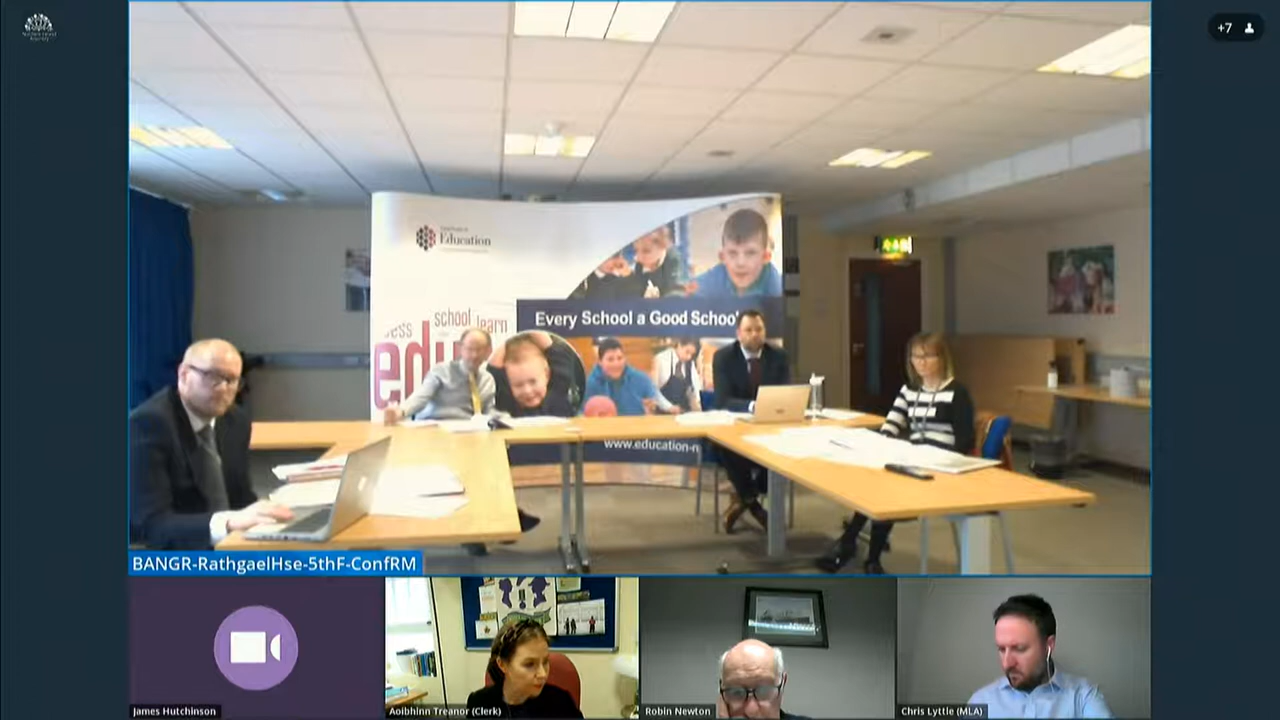 +7
Education
ess
school
learn
edu
Every School a Good School
www.education-n
BANGR-RathgaelHse-5thF-ConfRM
James Hutchinson
Aoibhinn Treanor (Clerk)
Robin Newton
Chris Lyttle (MLA)